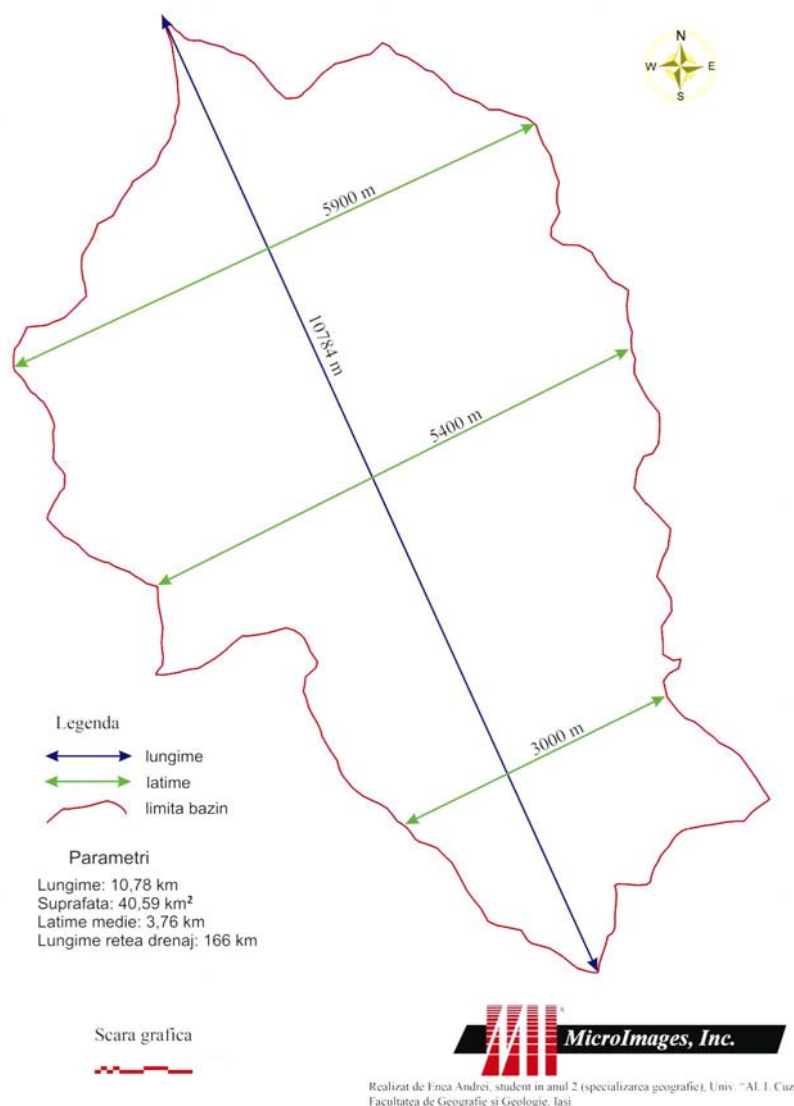 N
W E
S
5900 m
10784 m
5400 m
3000 m
Legenda
lungime
latime
limita bazin
Parametri
Lungime: 10,78 km
Suprafata: 40,59 km²
Latime medie: 3,76 km
Lungime retea drenaj: 166 km
Scara grafica
MII ®
MicroImages, Inc.
Realizat de Enea Andrei, student in anul 2 (specializarea geografie), Univ. "Al. I. Cuz
Facultatea de Geografie si Geologie, Iasi